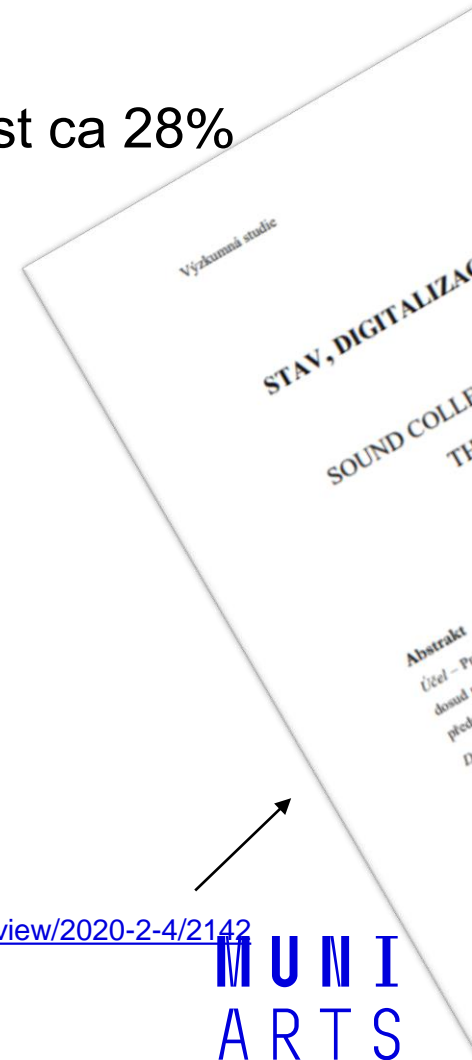 st ca 28%
Výzkumná studie
STAV, DIGITALIZAC
SOUND COLLE
TH
Abstrakt
Účel – Pr
dosud
před
D
view/2020-2-4/2142
MUNI
ARTS